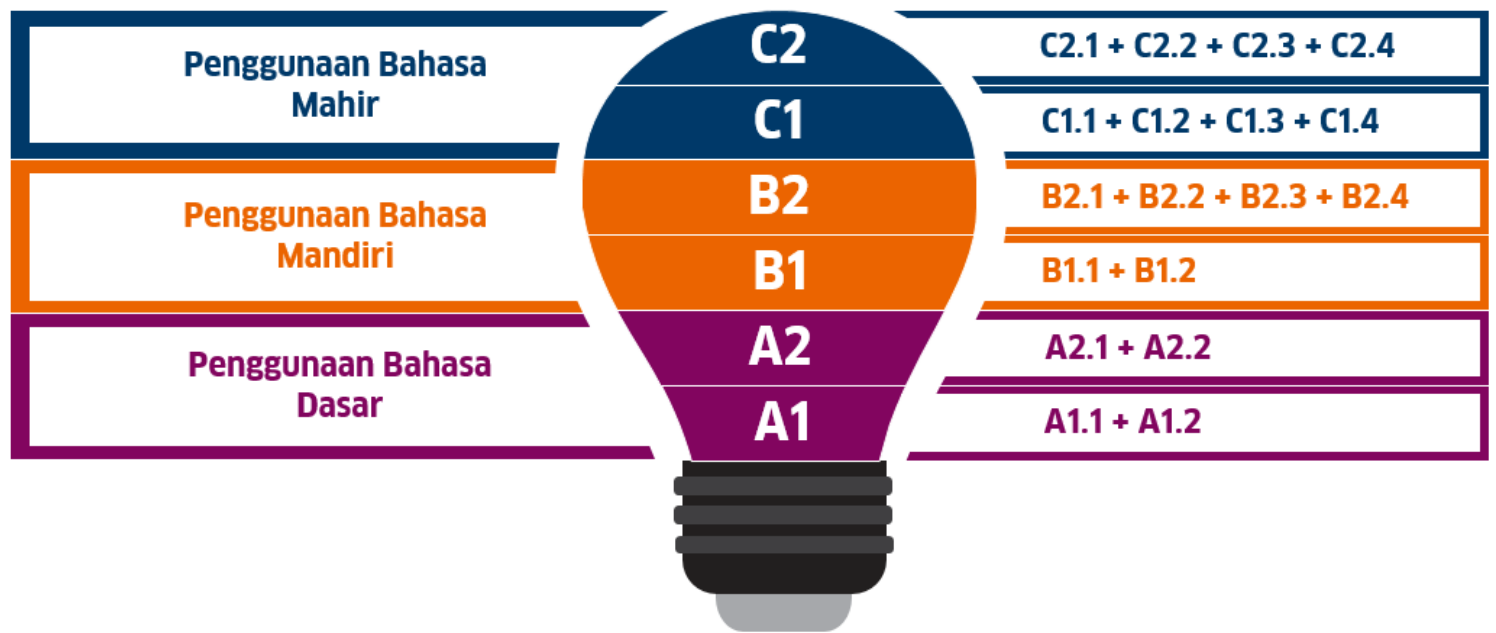 Penggunaan Bahasa
Mahir
C2
C2.1 + C2.2 + C2.3 + C2.4
C1
C1.1 + C1.2 + C1.3 + C1.4
Penggunaan Bahasa
Mandiri
B2
B2.1 + B2.2 + B2.3 + B2.4
B1
B1.1 + B1.2
Penggunaan Bahasa
Dasar
A2
A2.1 + A2.2
A1
A1.1 + A1.2